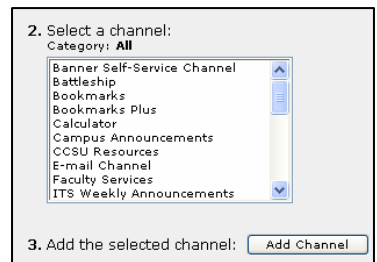 2. Select a channel:
Category: All
Banner Self-Service Channel
Battleship
Bookmarks
Bookmarks Plus
Calculator
Campus Announcements
CCSU Resources
E-mail Channel
Faculty Services
ITS Weekly Announcements
3. Add the selected channel: Add Channel